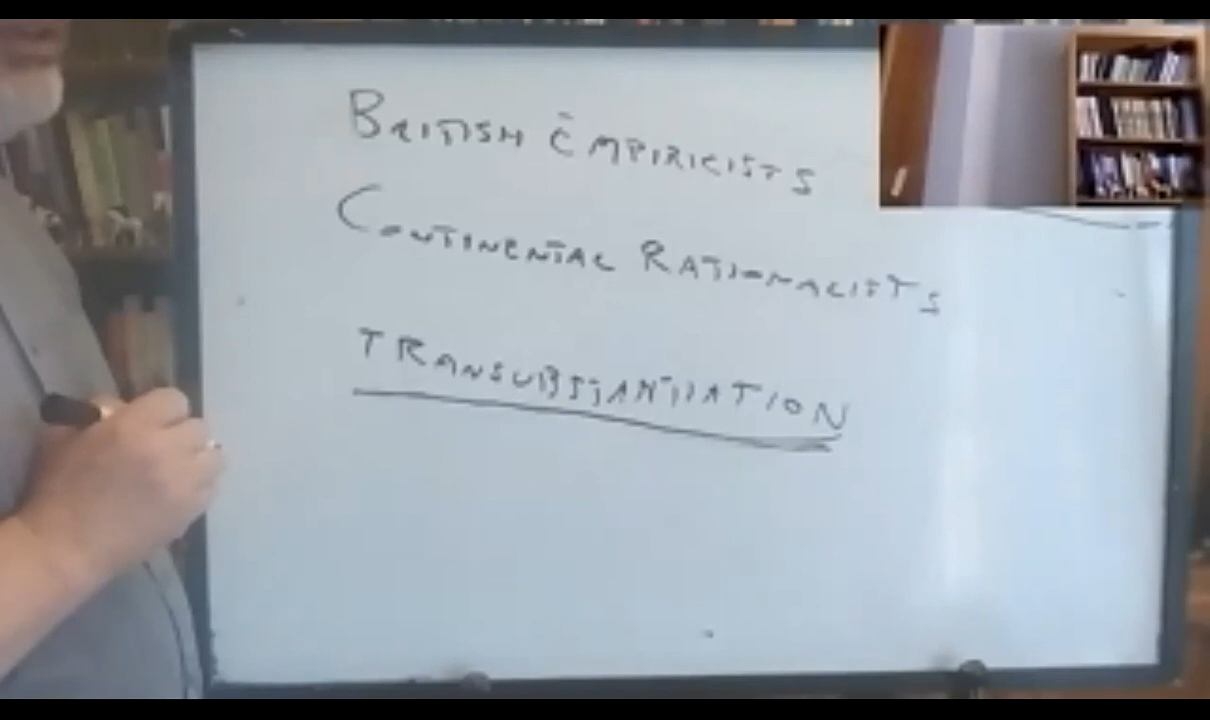 BRITISH EMPIRICISTS
CONTINENTAL RATIONALISTS
TRANSUBSTANTIATION